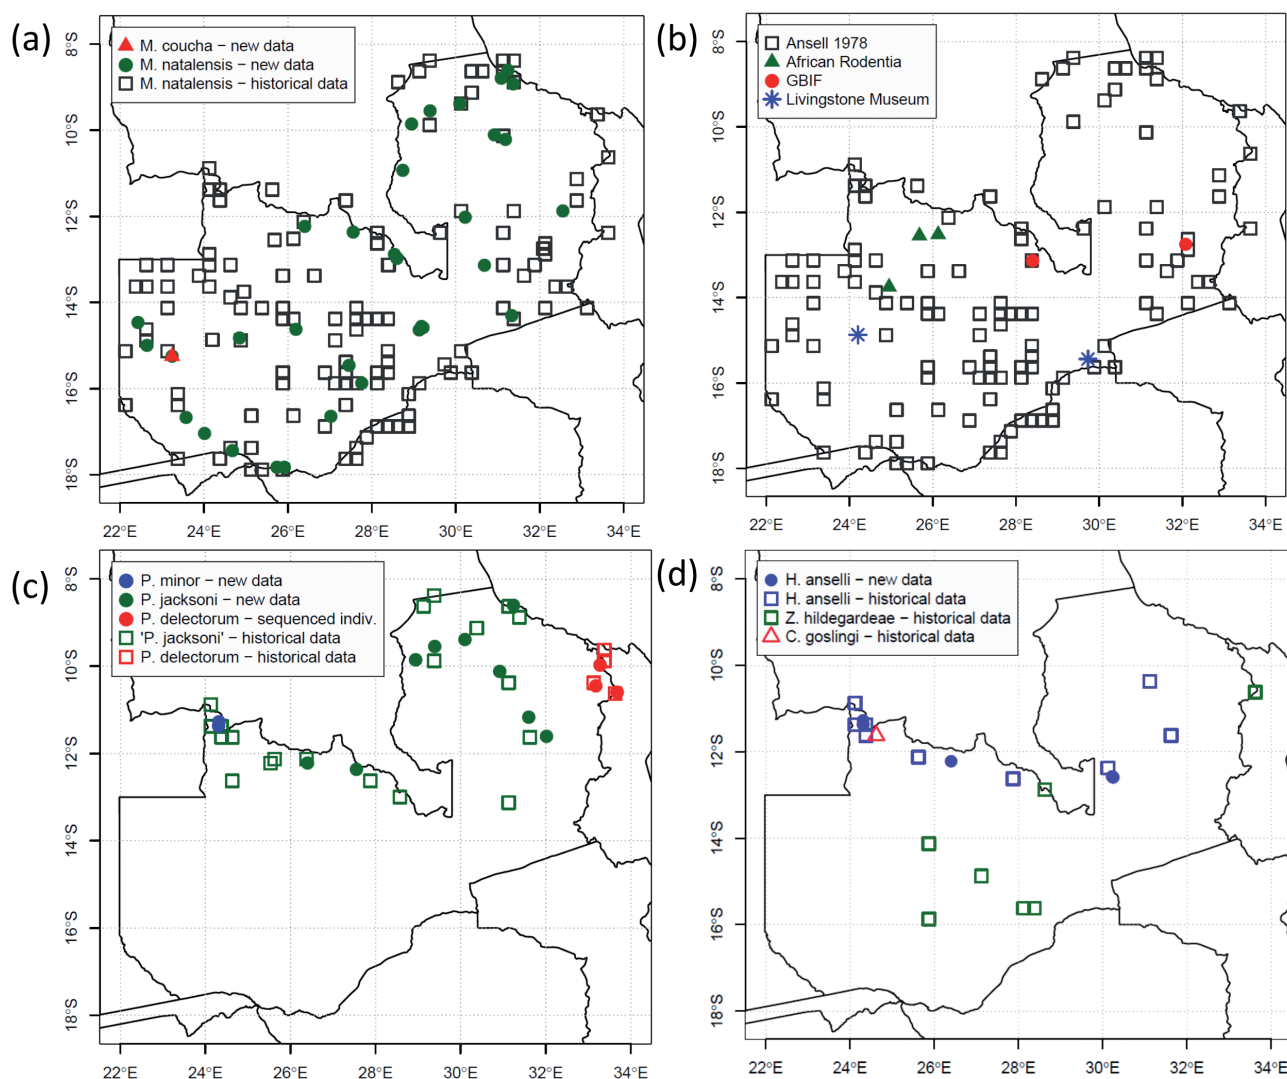 (a)
M. coucha − new data
M. natalensis − new data
M. natalensis − historical data
8°S
10°S
12°S
14°S
16°S
18°S
22°E 24°E 26°E 28°E 30°E 32°E 34°E
(b)
Ansell 1978
African Rodentia
GBIF
Livingstone Museum
8°S
10°S
12°S
14°S
16°S
18°S
22°E 24°E 26°E 28°E 30°E 32°E 34°E
(c)
P. minor − new data
P. jacksoni − new data
P. delectorum − sequenced indiv.
'P. jacksoni' − historical data
P. delectorum − historical data
8°S
10°S
12°S
14°S
16°S
18°S
22°E 24°E 26°E 28°E 30°E 32°E 34°E
(d)
H. anselli − new data
H. anselli − historical data
Z. hildegardeae − historical data
C. goslingi − historical data
8°S
10°S
12°S
14°S
16°S
18°S
22°E 24°E 26°E 28°E 30°E 32°E 34°E